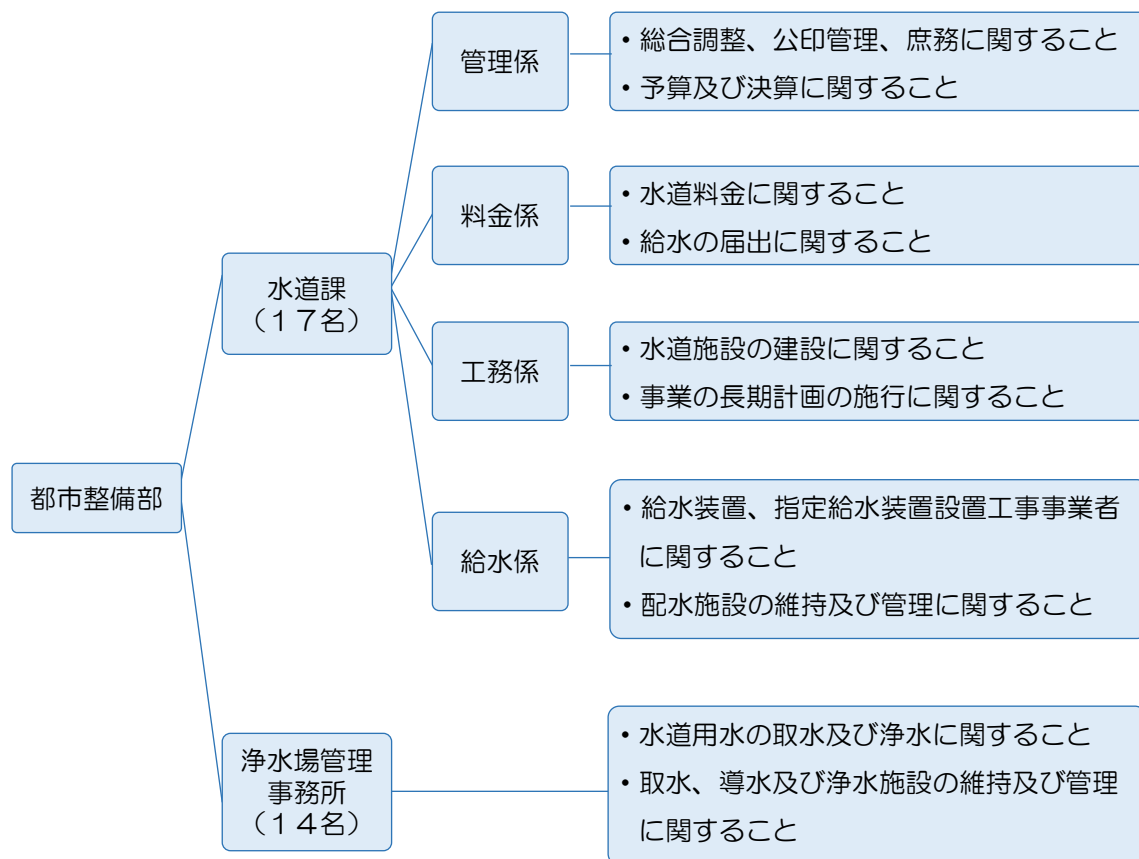 管理係
・総合調整、公印管理、庶務に関すること
・予算及び決算に関すること
料金係
・水道料金に関すること
・給水の届出に関すること
水道課
（１７名）
工務係
・水道施設の建設に関すること
・事業の長期計画の施行に関すること
都市整備部
給水係
・給水装置、指定給水装置設置工事事業者
に関すること
・配水施設の維持及び管理に関すること
浄水場管理
事務所
（１４名）
・水道用水の取水及び浄水に関すること
・取水、導水及び浄水施設の維持及び管理
に関すること